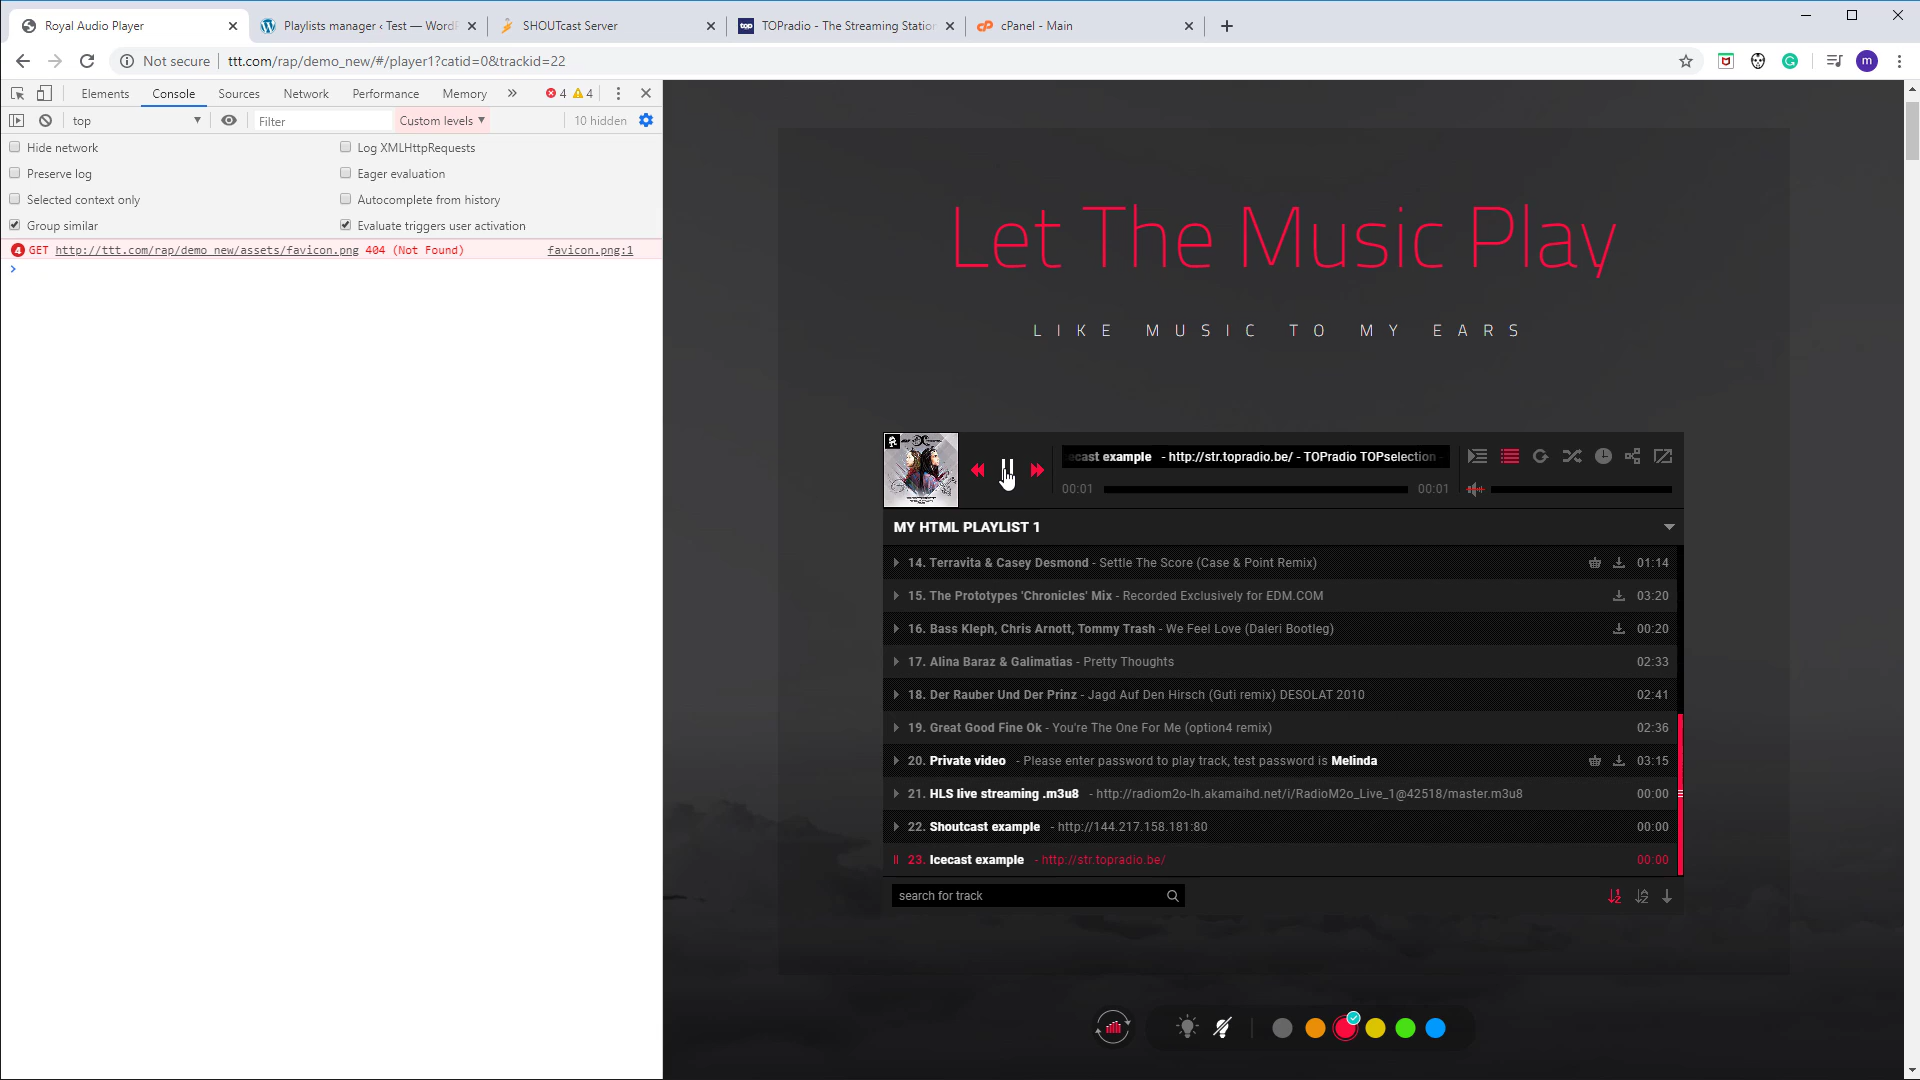 Royal Audio Player
Playlists manager ‹ Test — WordP
SHOUTcast Server
top
TOPradio - The Streaming Station
cPanel - Main
Not secure
ttt.com/rap/demo_new/#/player1?catid=0&trackid=22
m
Elements
Console
Sources
Network
Performance
Memory
4
4
top
Filter
Custom levels
10 hidden
Hide network
Log XMLHttpRequests
Preserve log
Eager evaluation
Selected context only
Autocomplete from history
Group similar
Evaluate triggers user activation
4 GET http://ttt.com/rap/demo_new/assets/favicon.png 404 (Not Found) favicon.png:1
Let The Music Play
LIKE MUSIC TO MY EARS
ecast example - http://str.topradio.be/ - TOPradio TOPselection -
00:01
00:01
MY HTML PLAYLIST 1
14. Terravita & Casey Desmond - Settle The Score (Case & Point Remix) 01:14
15. The Prototypes 'Chronicles' Mix - Recorded Exclusively for EDM.COM 03:20
16. Bass Kleph, Chris Arnott, Tommy Trash - We Feel Love (Daleri Bootleg) 00:20
17. Alina Baraz & Galimatias - Pretty Thoughts 02:33
18. Der Rauber Und Der Prinz - Jagd Auf Den Hirsch (Guti remix) DESOLAT 2010 02:41
19. Great Good Fine Ok - You're The One For Me (option4 remix) 02:36
20. Private video - Please enter password to play track, test password is Melinda 03:15
21. HLS live streaming .m3u8 - http://radiom2o-lh.akamaihd.net/i/RadioM2o_Live_1@42518/master.m3u8 00:00
22. Shoutcast example - http://144.217.158.181:80 00:00
23. Icecast example - http://str.topradio.be/ 00:00
search for track